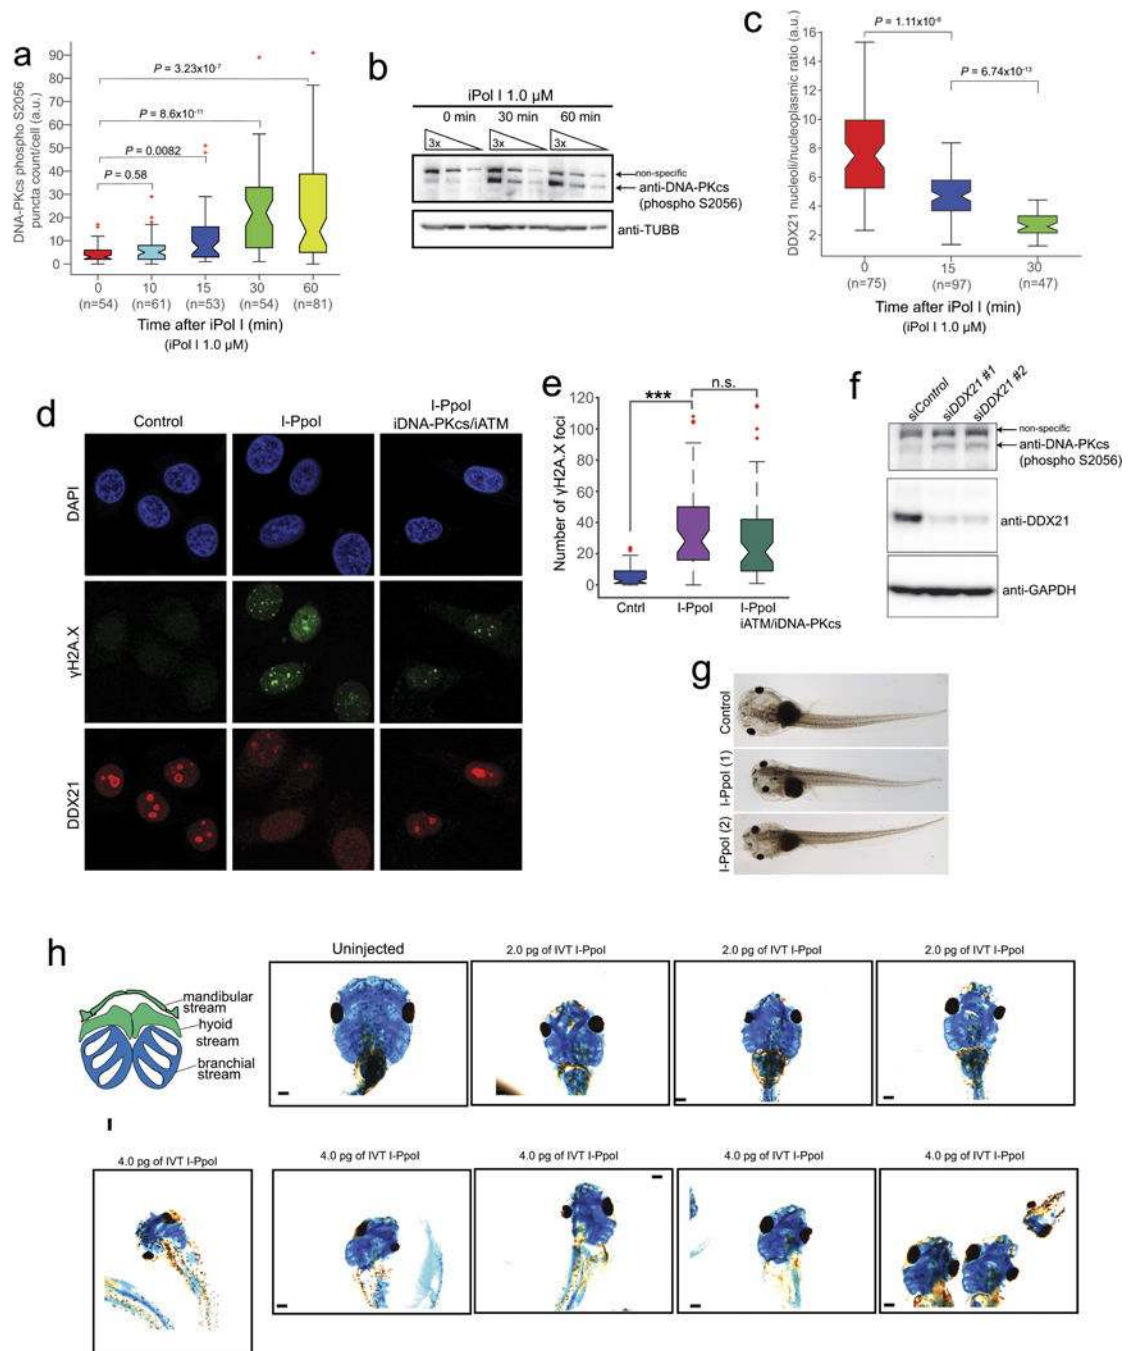 a
DNA-PKcs phospho S2056
puncta count/cell (a.u.)
90
80
70
60
50
40
30
20
10
0
P = 3.23x10⁻⁷
P = 8.6x10⁻¹¹
P = 0.0082
P = 0.58
0 10 15 30 60
(n=54) (n=61) (n=53) (n=54) (n=81)
Time after iPol I (min)
(iPol I 1.0 µM)
b
iPol I 1.0 µM
0 min 30 min 60 min
3x 3x 3x
non-specific
anti-DNA-PKcs
(phospho S2056)
anti-TUBB
c
DDX21 nucleoli/nucleoplasmic ratio (a.u.)
16
14
12
10
8
6
4
2
P = 6.74x10⁻¹³
0 15 30
(n=75) (n=97) (n=47)
Time after iPol I (min)
(iPol I 1.0 µM)
d
Control I-PpoI I-PpoI
iDNA-PKcs/iATM
DAPI
γH2A.X
DDX21
e
Number of γH2A.X foci
120
100
80
60
40
20
0
***
n.s.
Cntrl I-PpoI I-PpoI
iATM/iDNA-PKcs
f
siControl
siDDX21 #1
siDDX21 #2
non-specific
anti-DNA-PKcs
(phospho S2056)
anti-DDX21
anti-GAPDH
g
Control
I-PpoI (1)
I-PpoI (2)
h
mandibular
stream
hyoid
stream
branchial
stream
Uninjected
2.0 pg of IVT I-PpoI
2.0 pg of IVT I-PpoI
2.0 pg of IVT I-PpoI
4.0 pg of IVT I-PpoI
4.0 pg of IVT I-PpoI
4.0 pg of IVT I-PpoI
4.0 pg of IVT I-PpoI
4.0 pg of IVT I-PpoI